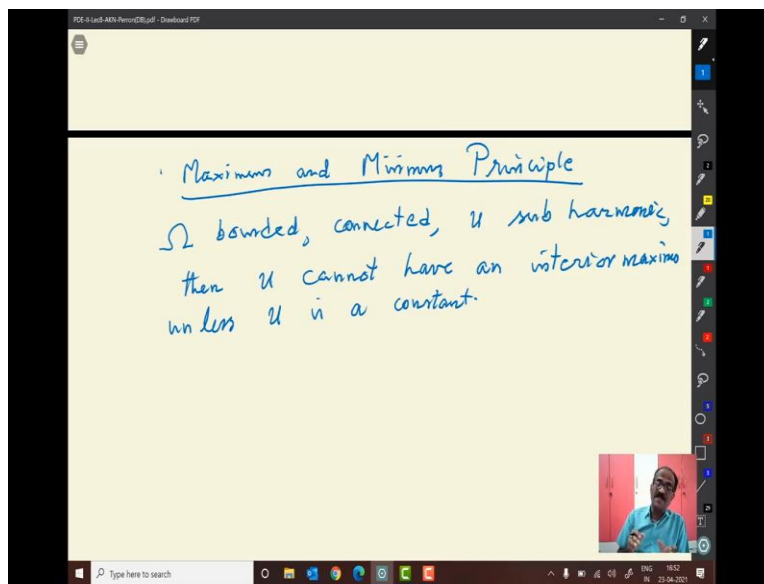 PDE-II-Lec8-AKN-Perron(DB).pdf - Drawboard PDF
Maximum and Minimum Principle
Ω bounded, connected, u sub harmonic,
then u cannot have an interior maximum
unless u is a constant.
Type here to search
ENG 16:52
IN 23-04-2021